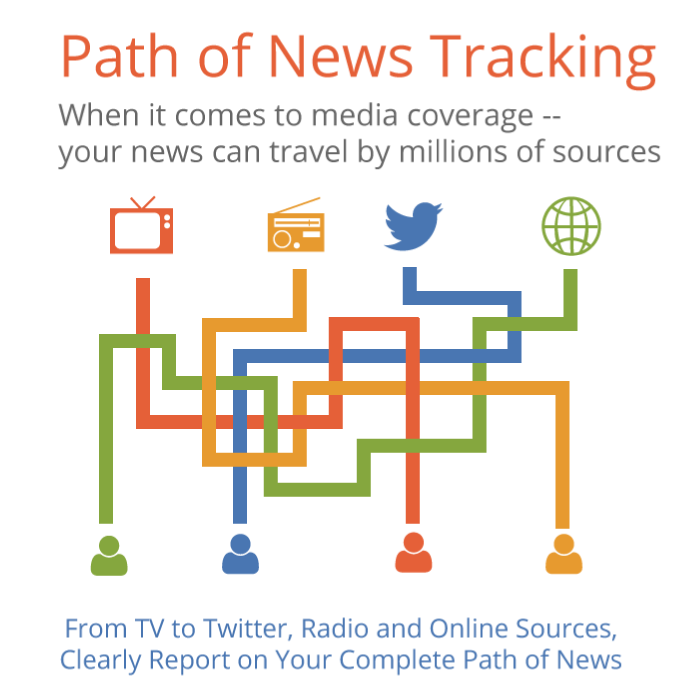 Path of News Tracking
When it comes to media coverage --
your news can travel by millions of sources
From TV to Twitter, Radio and Online Sources,
Clearly Report on Your Complete Path of News